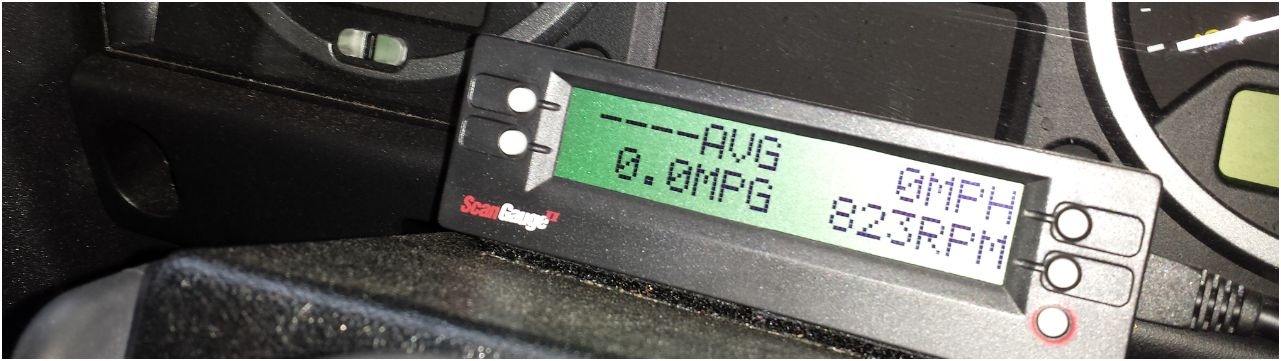 ----AVG 0MPH
0.0MPG 823RPM
ScanGauge II